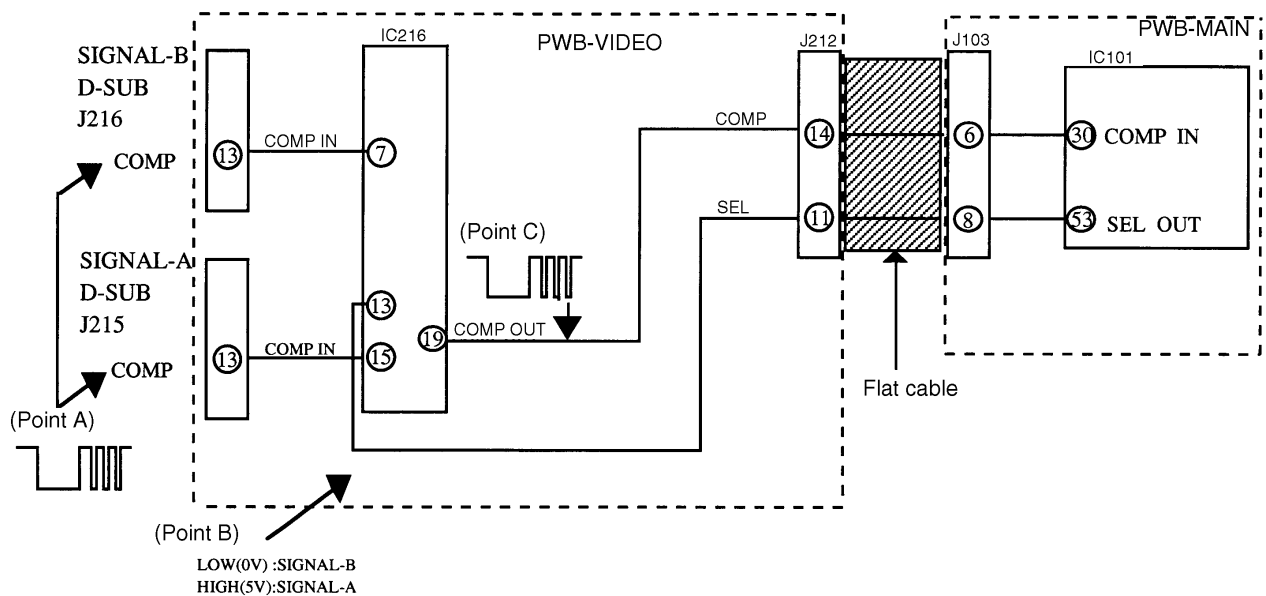 IC216
PWB-VIDEO
J212
J103
PWB-MAIN
IC101
SIGNAL-B
D-SUB
J216
COMP
13
COMP IN
7
COMP
14
6
30
COMP IN
SEL
11
8
53
SEL OUT
(Point C)
SIGNAL-A
D-SUB
J215
COMP
13
COMP IN
13
15
19
COMP OUT
Flat cable
(Point A)
(Point B)
LOW(0V) :SIGNAL-B
HIGH(5V):SIGNAL-A